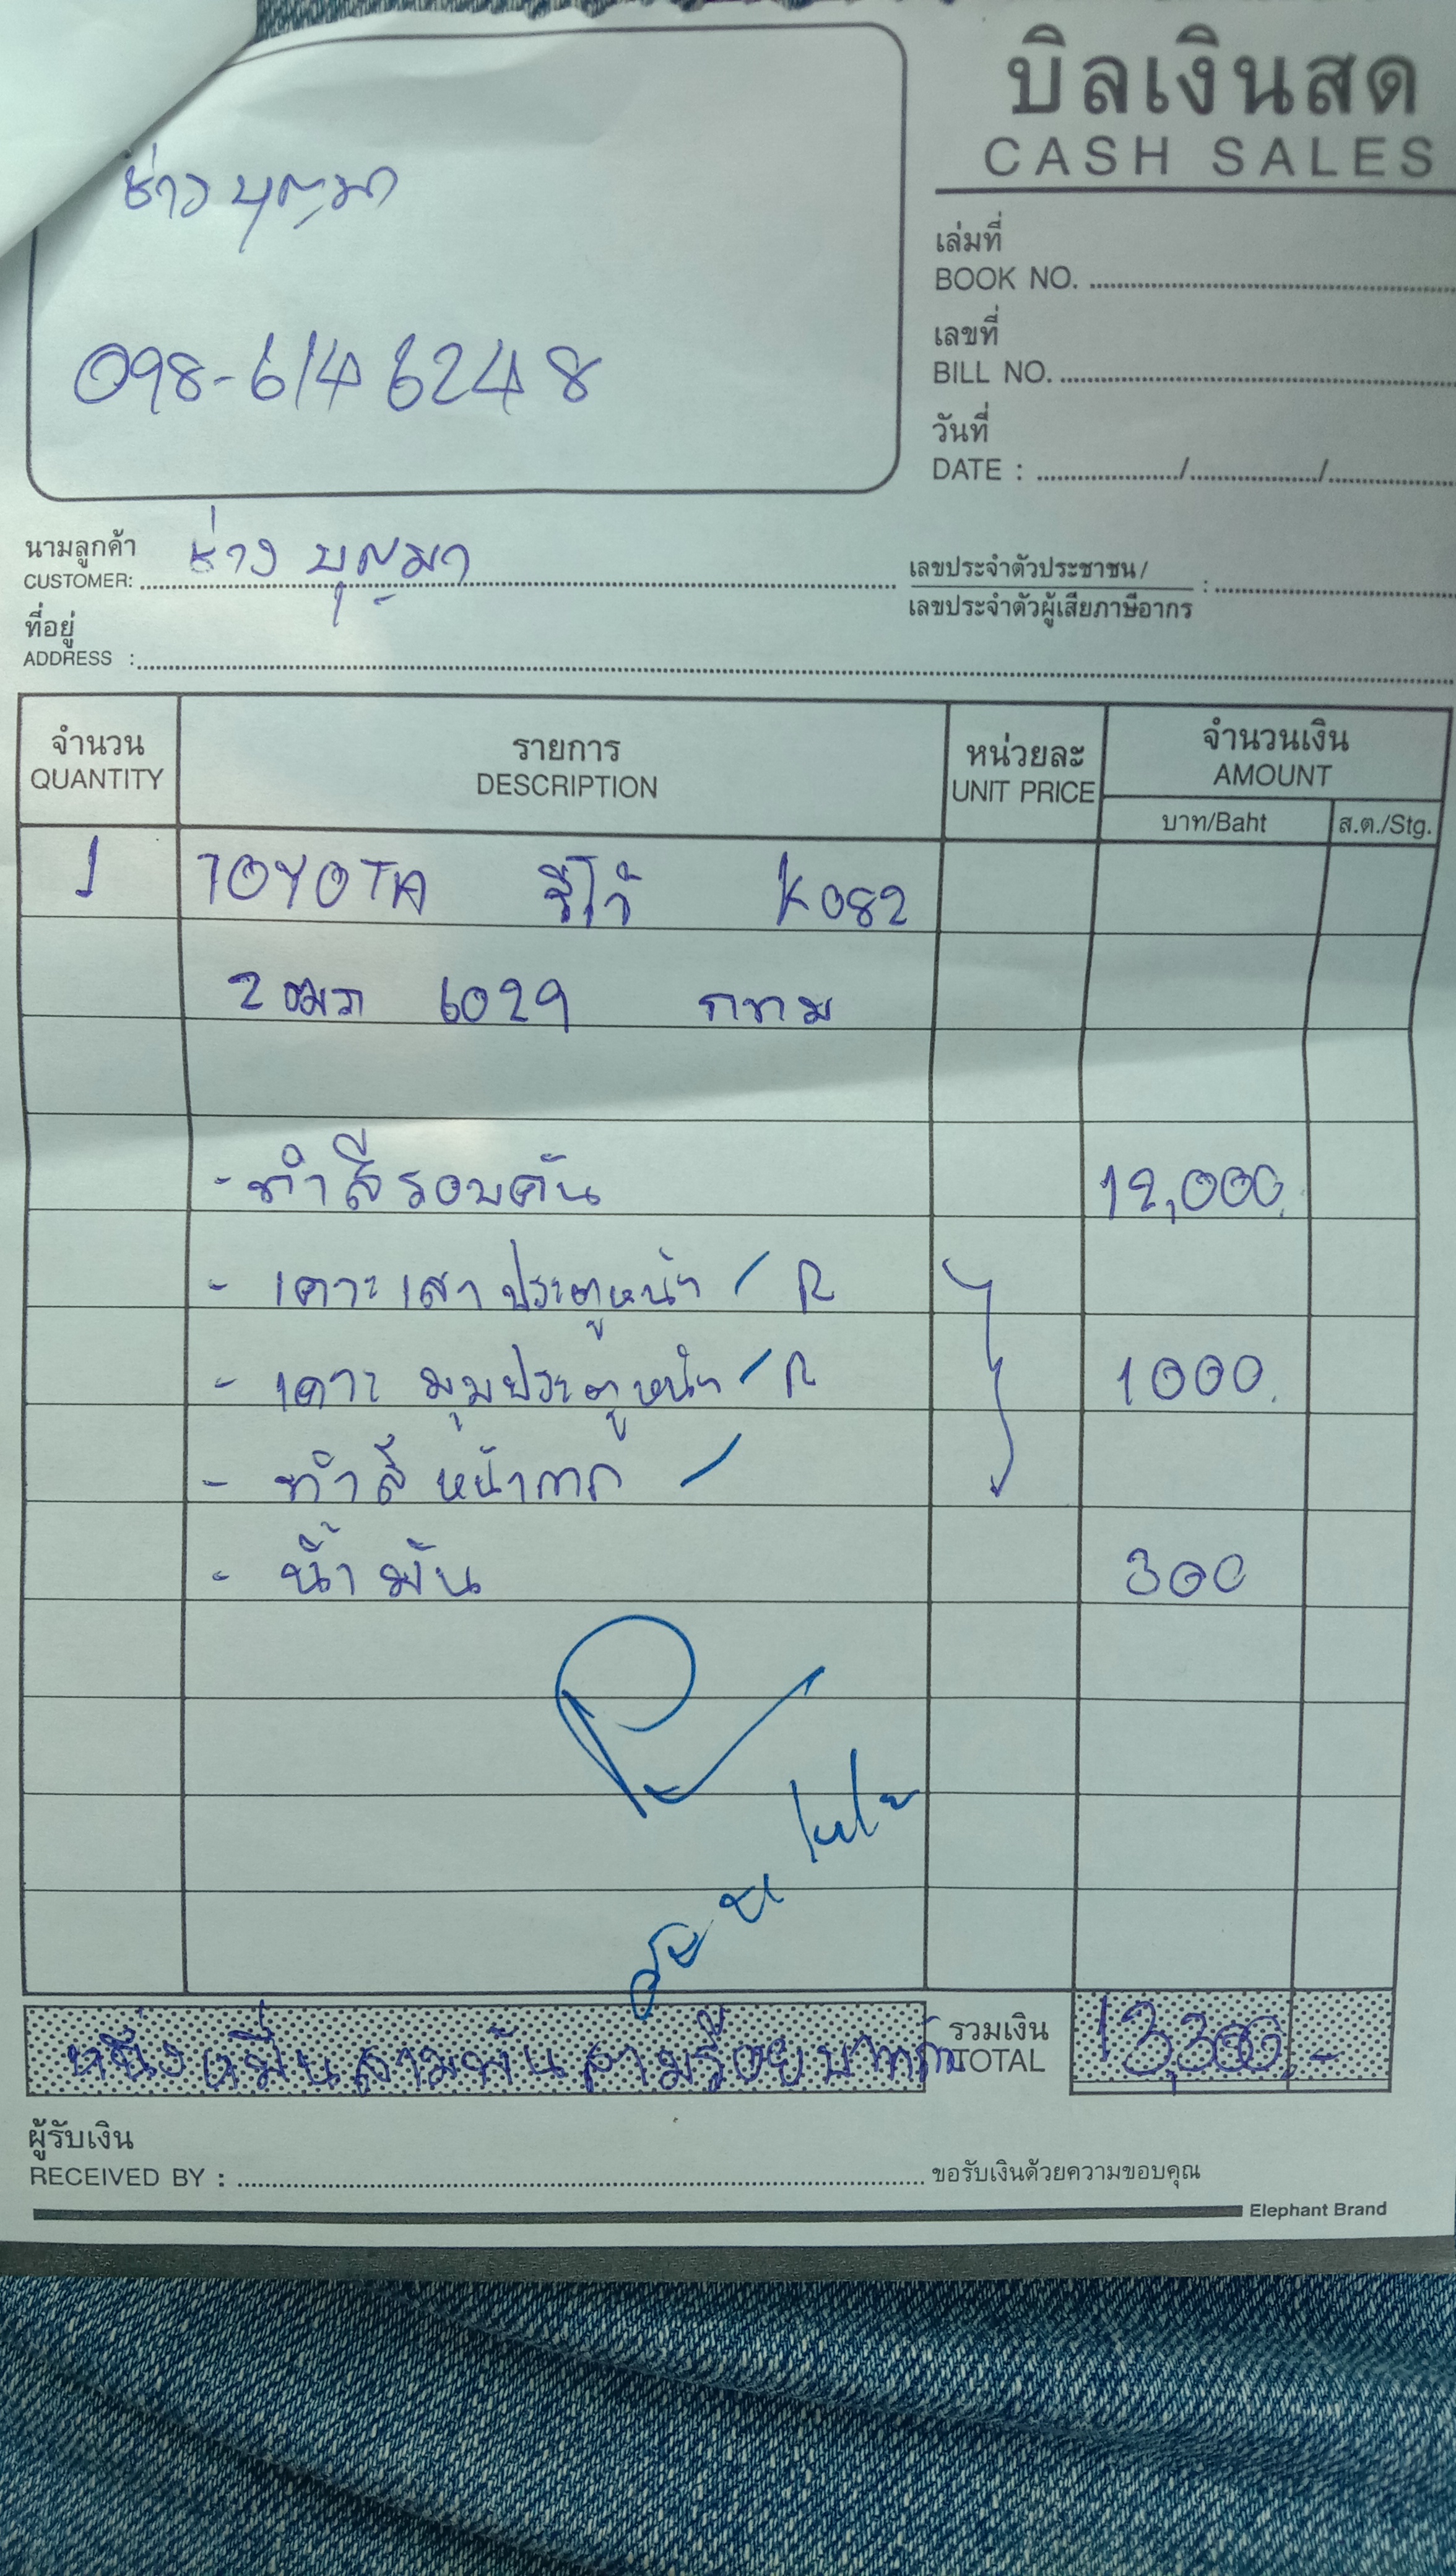 บิลเงินสด
CASH SALES
ช่าง บุญมา
098-6146248
เล่มที่
BOOK NO.
เลขที่
BILL NO.
วันที่
DATE : / /
นามลูกค้า
CUSTOMER: ช่าง บุญมา
เลขประจำตัวประชาชน /
เลขประจำตัวผู้เสียภาษีอากร :
ที่อยู่
ADDRESS :
จำนวน รายการ หน่วยละ จำนวนเงิน
QUANTITY DESCRIPTION UNIT PRICE AMOUNT
บาท/Baht ส.ต./Stg.
1 TOYOTA รีโว้ K082
6029 กทม
- ทำสีรอบคัน 12,000.
- เคาะ เสา ประตูหน้า / R
- เคาะ มุมประตูหน้า / R 1000.
- ทำสี หน้ากาก /
- น้ำมัน 300
หนึ่งหมื่นสามพันสามร้อยบาทถ้วน
รวมเงิน
TOTAL 13,300.-
ผู้รับเงิน
RECEIVED BY : ขอรับเงินด้วยความขอบคุณ
Elephant Brand